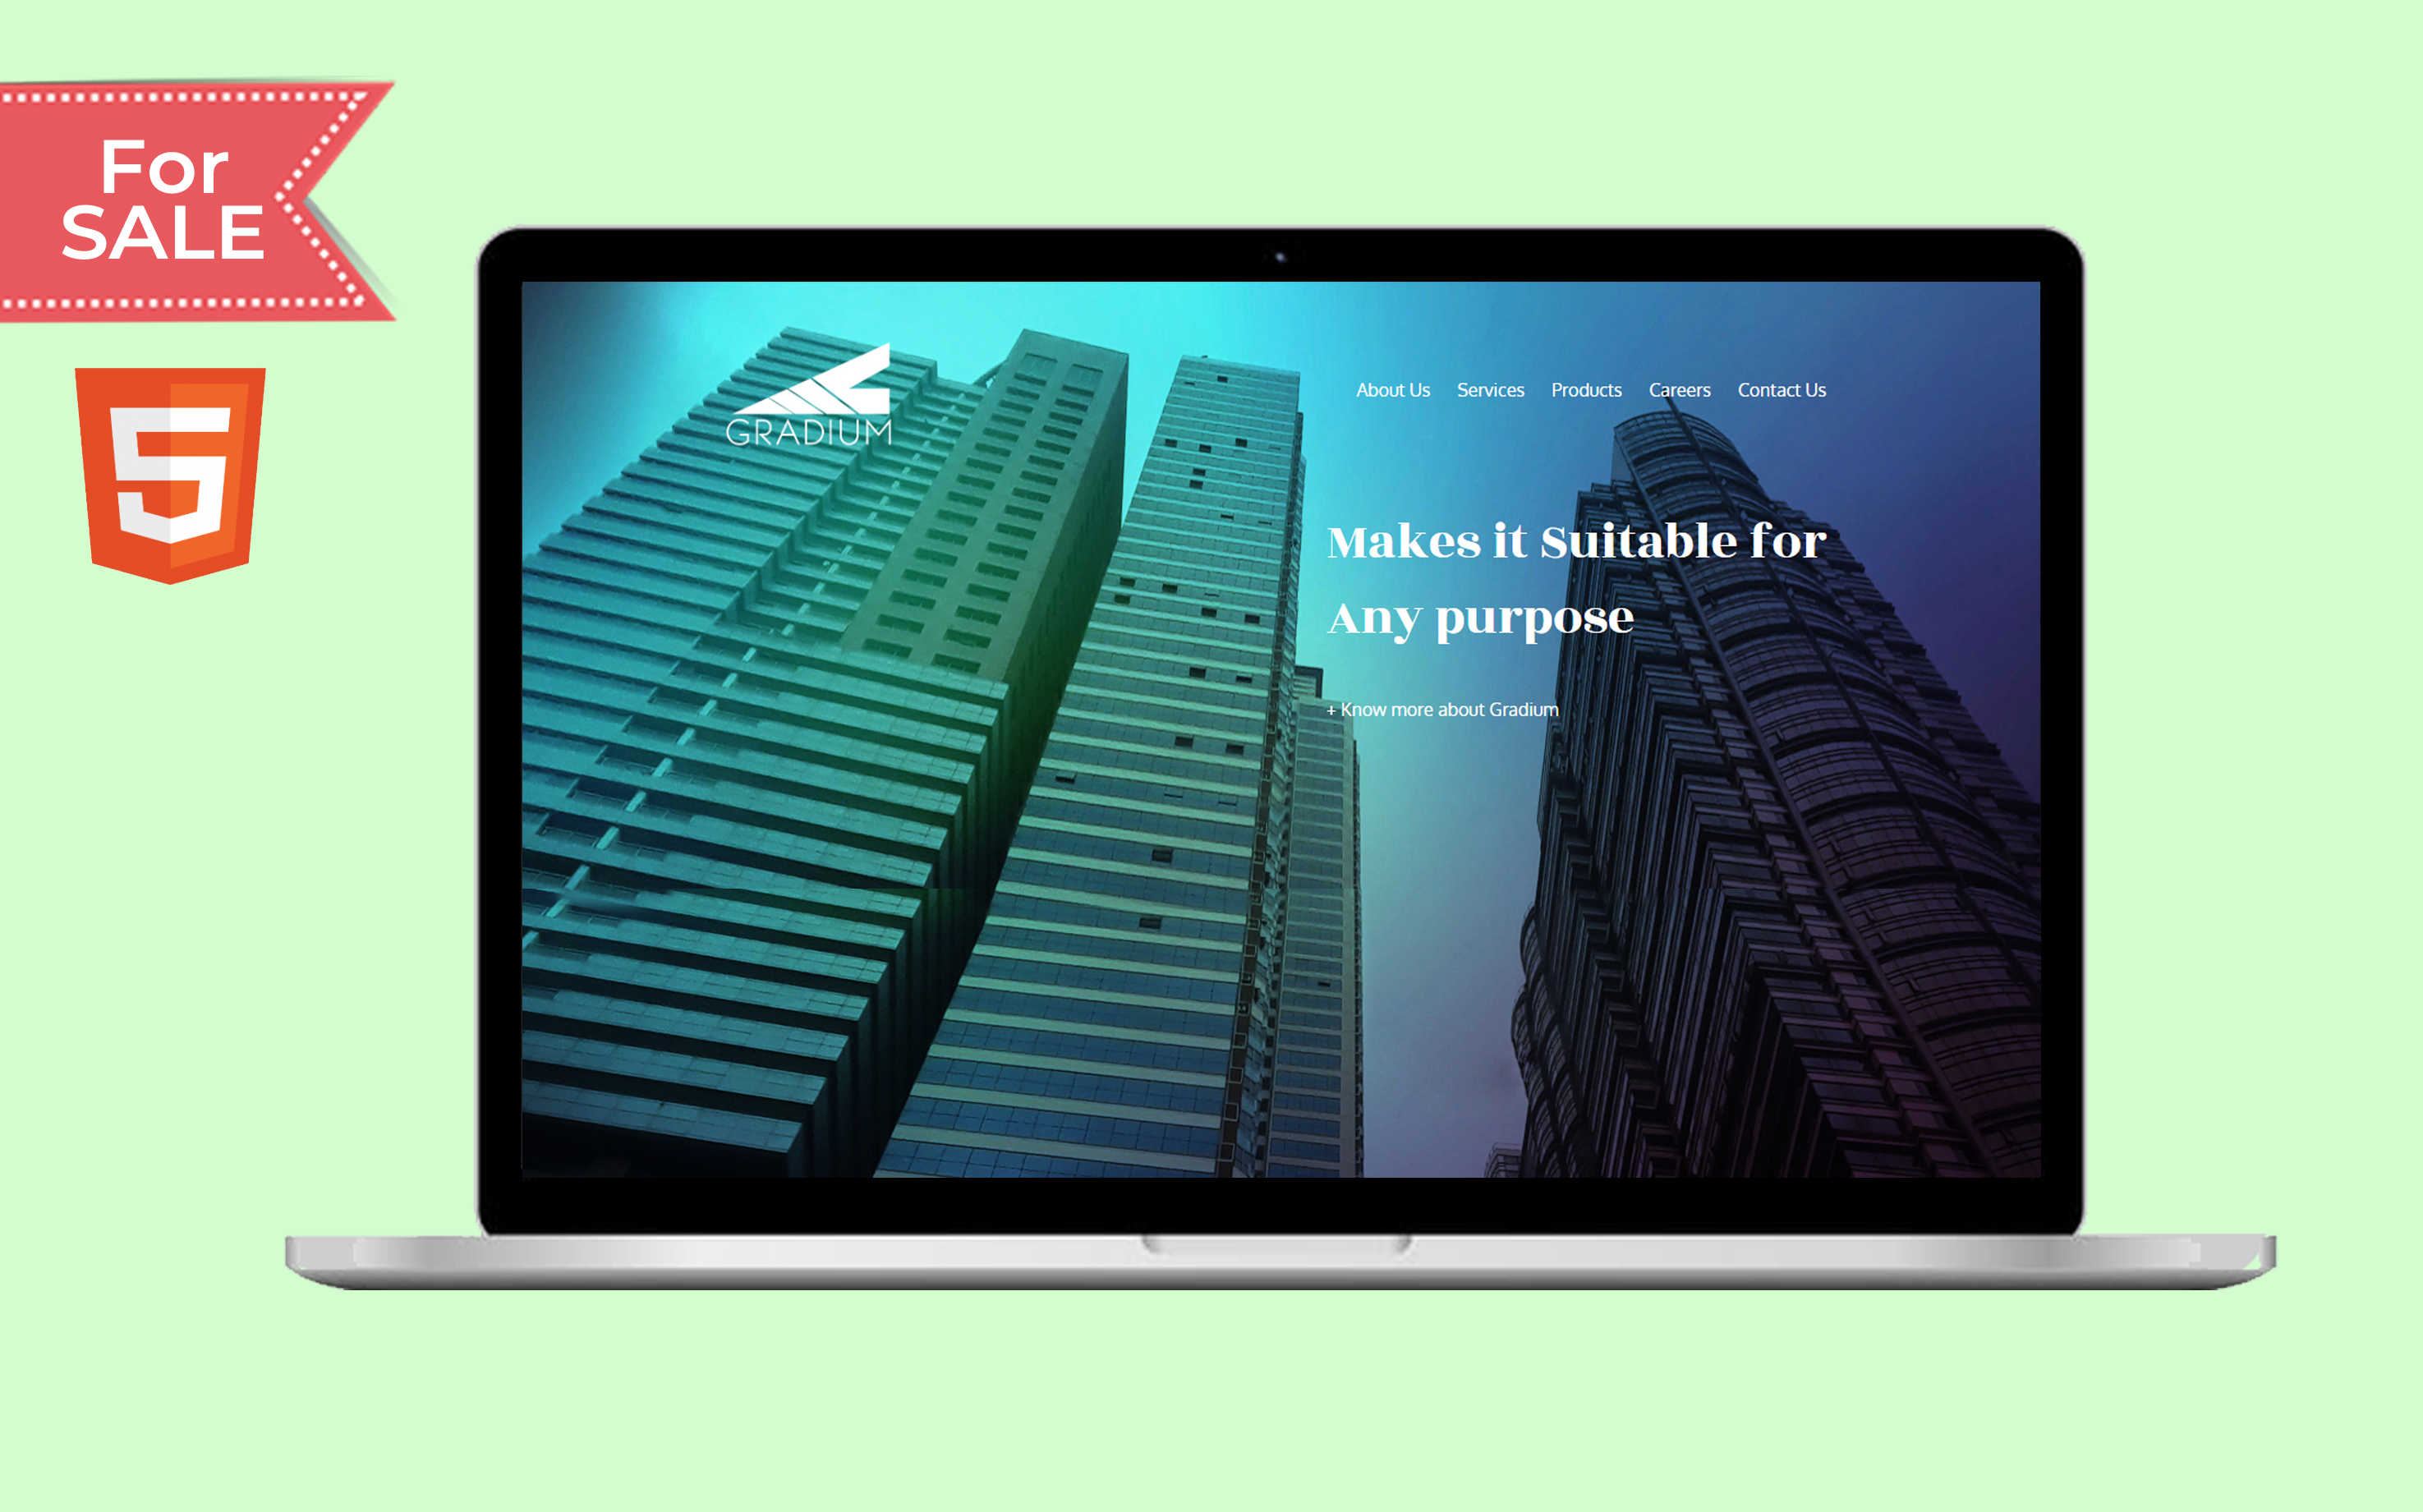 For
SALE
GRADIUM
About Us Services Products Careers Contact Us
Makes it Suitable for
Any purpose
+ Know more about Gradium